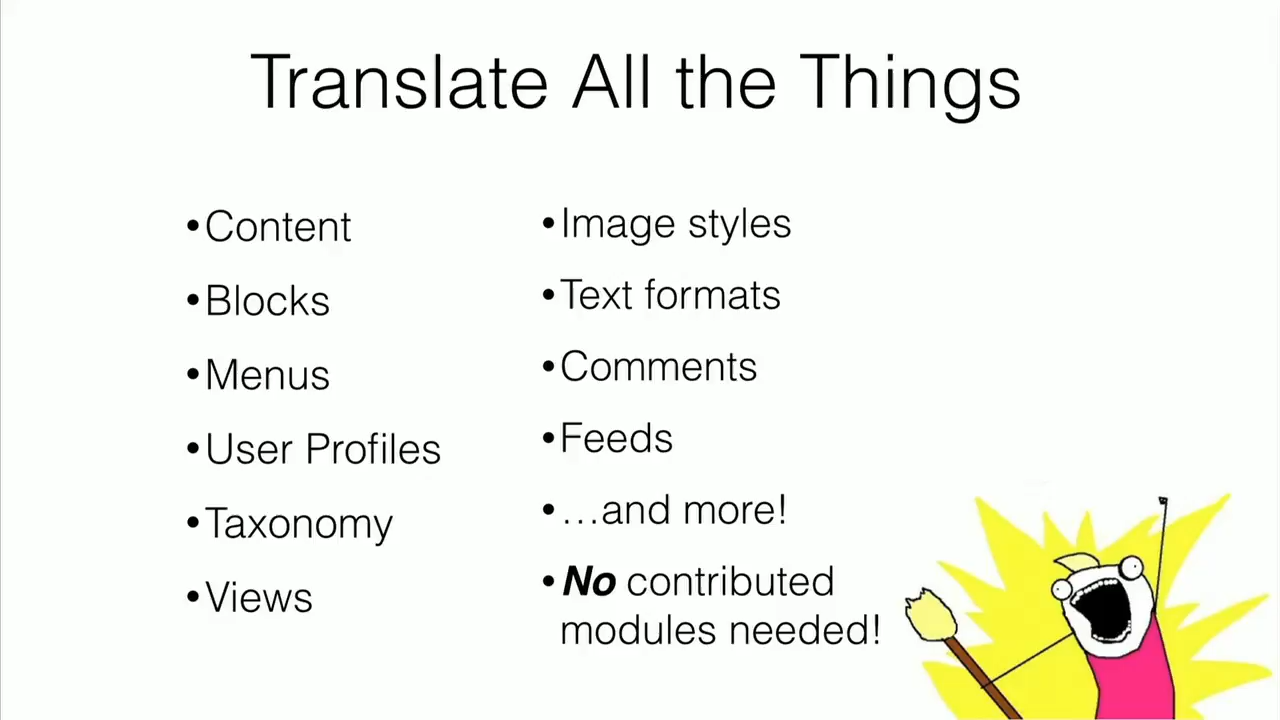 Translate All the Things
•Content
•Blocks
•Menus
•User Profiles
•Taxonomy
•Views
•Image styles
•Text formats
•Comments
•Feeds
•…and more!
•No contributed
modules needed!